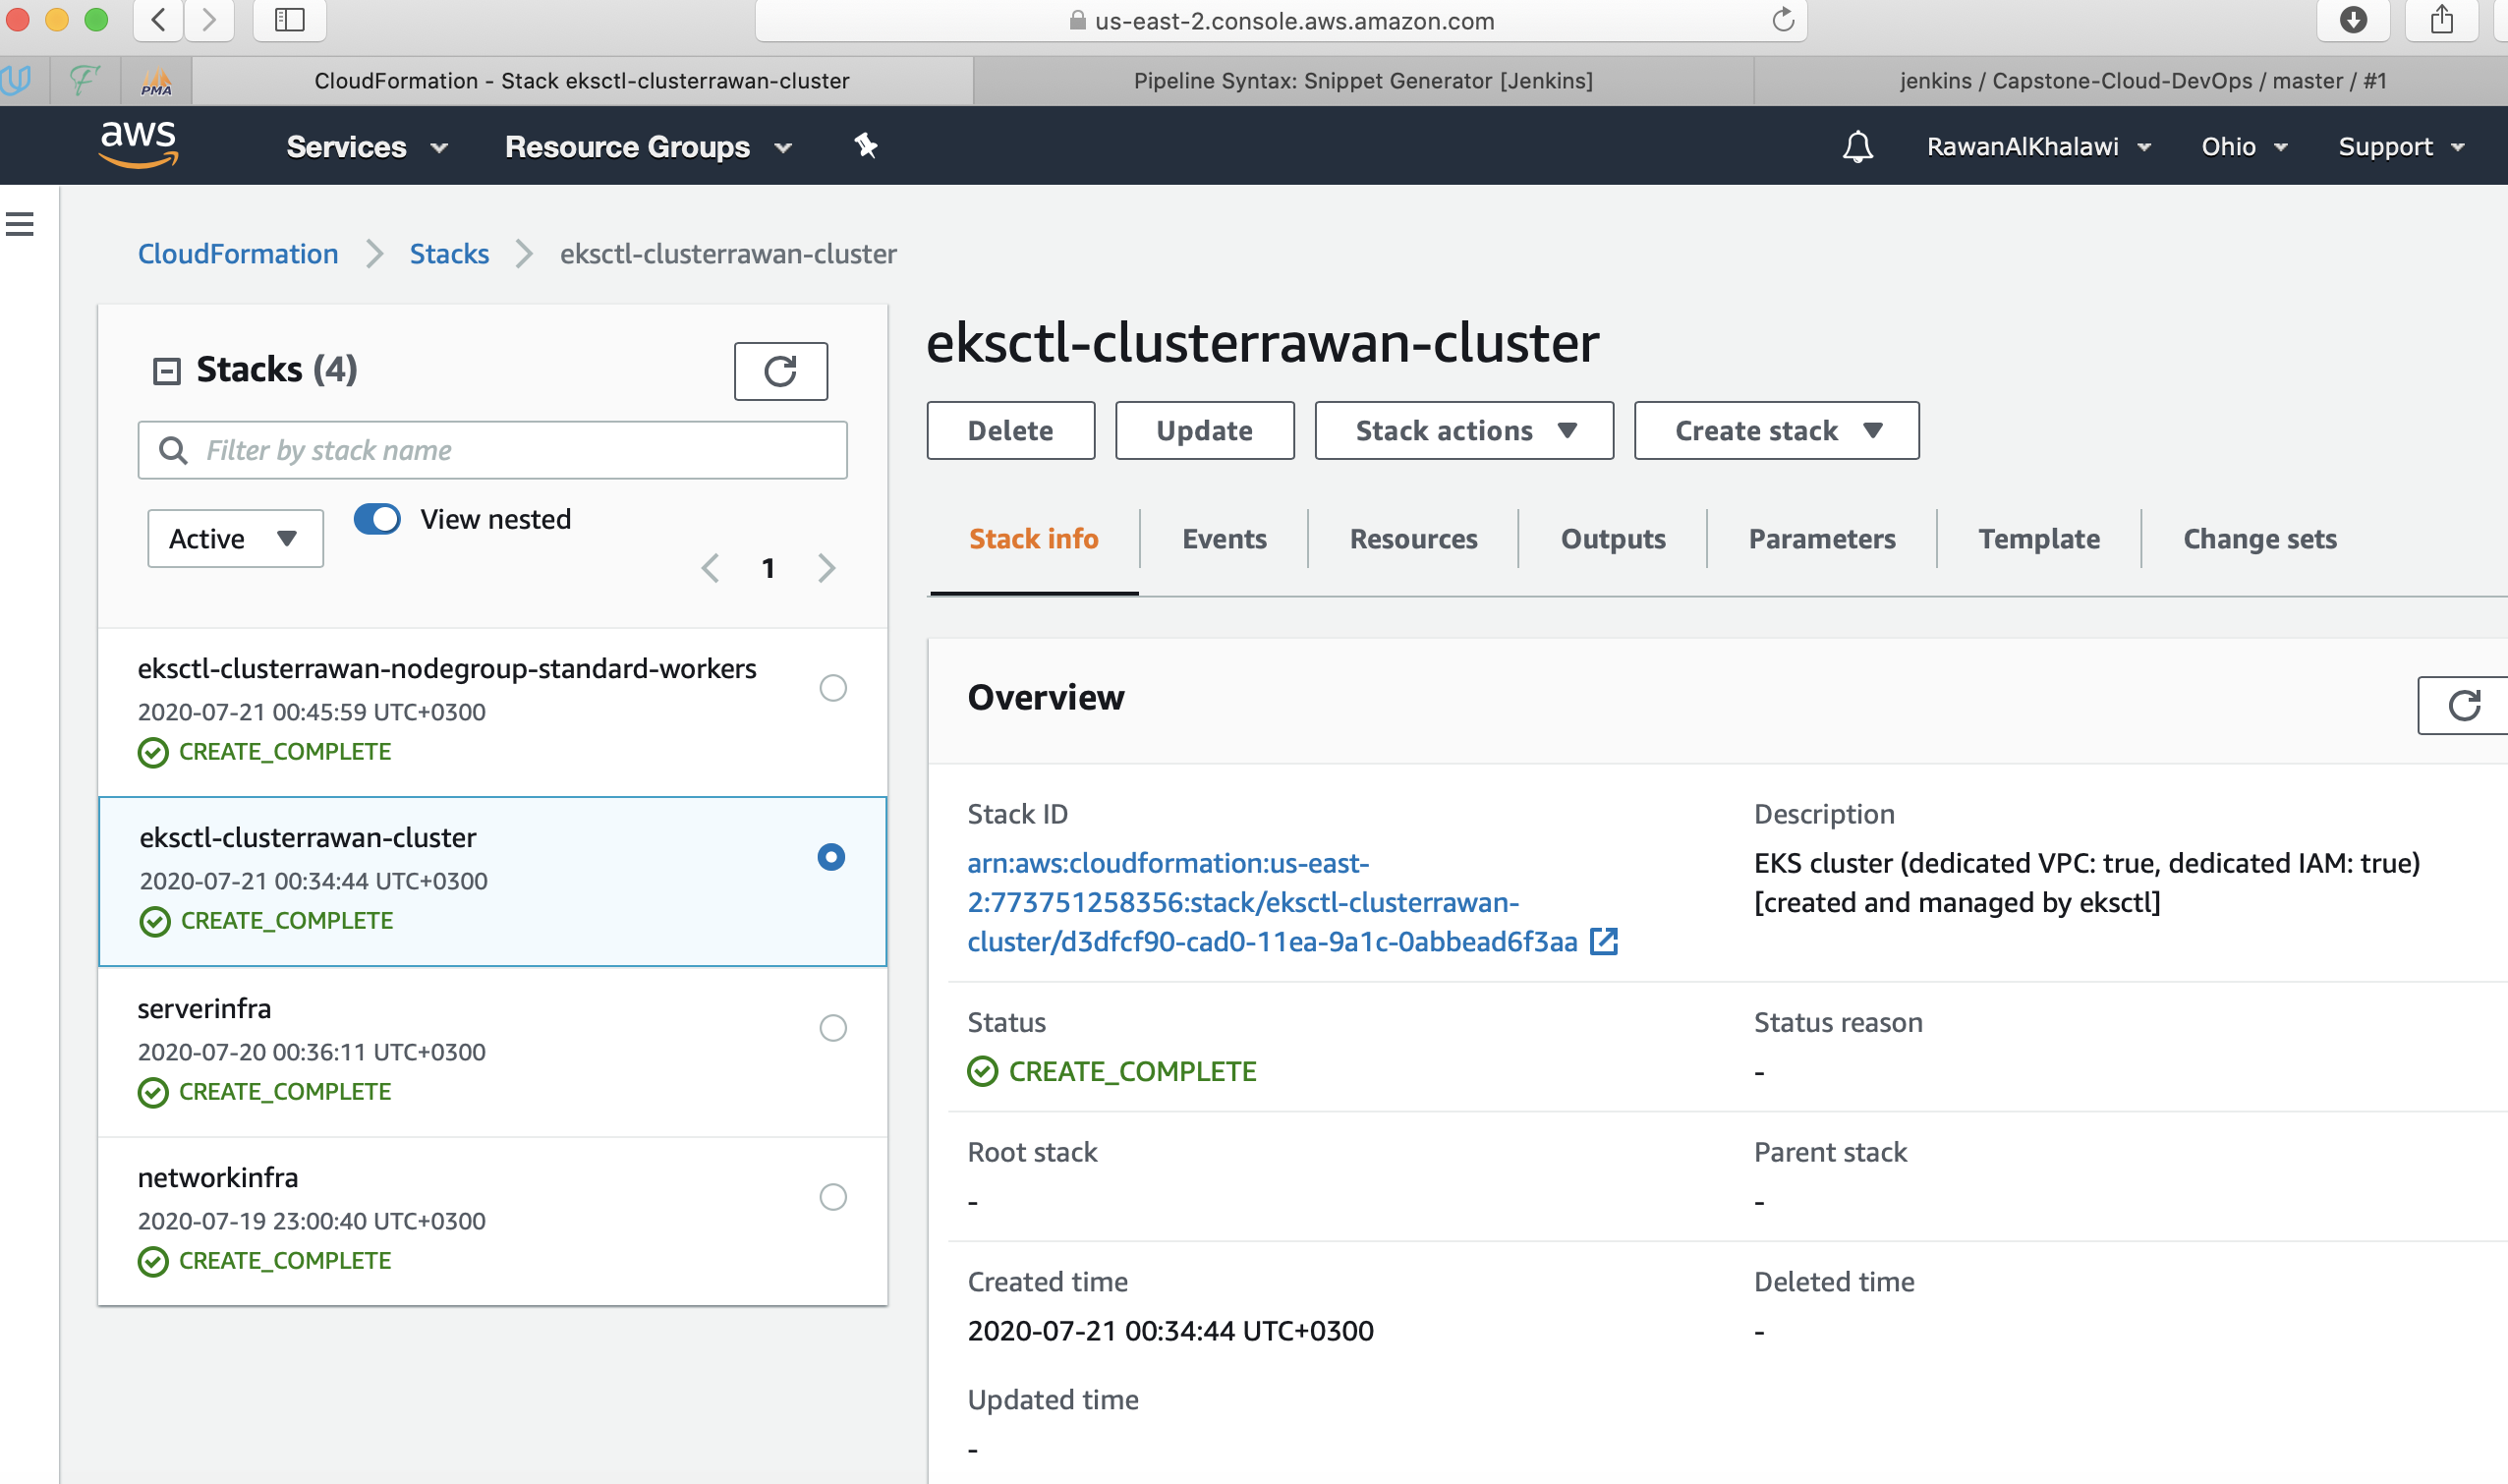 us-east-2.console.aws.amazon.com
PMA
CloudFormation - Stack eksctl-clusterrawan-cluster
Pipeline Syntax: Snippet Generator [Jenkins]
jenkins / Capstone-Cloud-DevOps / master / #1
aws
Services
Resource Groups
RawanAlKhalawi
Ohio
Support
CloudFormation
Stacks
eksctl-clusterrawan-cluster
Stacks (4)
Filter by stack name
Active
View nested
1
eksctl-clusterrawan-nodegroup-standard-workers
2020-07-21 00:45:59 UTC+0300
CREATE_COMPLETE
eksctl-clusterrawan-cluster
2020-07-21 00:34:44 UTC+0300
CREATE_COMPLETE
serverinfra
2020-07-20 00:36:11 UTC+0300
CREATE_COMPLETE
networkinfra
2020-07-19 23:00:40 UTC+0300
CREATE_COMPLETE
eksctl-clusterrawan-cluster
Delete
Update
Stack actions
Create stack
Stack info
Events
Resources
Outputs
Parameters
Template
Change sets
Overview
Stack ID
arn:aws:cloudformation:us-east-
2:773751258356:stack/eksctl-clusterrawan-
cluster/d3dfcf90-cad0-11ea-9a1c-0abbead6f3aa
Description
EKS cluster (dedicated VPC: true, dedicated IAM: true)
[created and managed by eksctl]
Status
CREATE_COMPLETE
Status reason
-
Root stack
-
Parent stack
-
Created time
2020-07-21 00:34:44 UTC+0300
Deleted time
-
Updated time
-